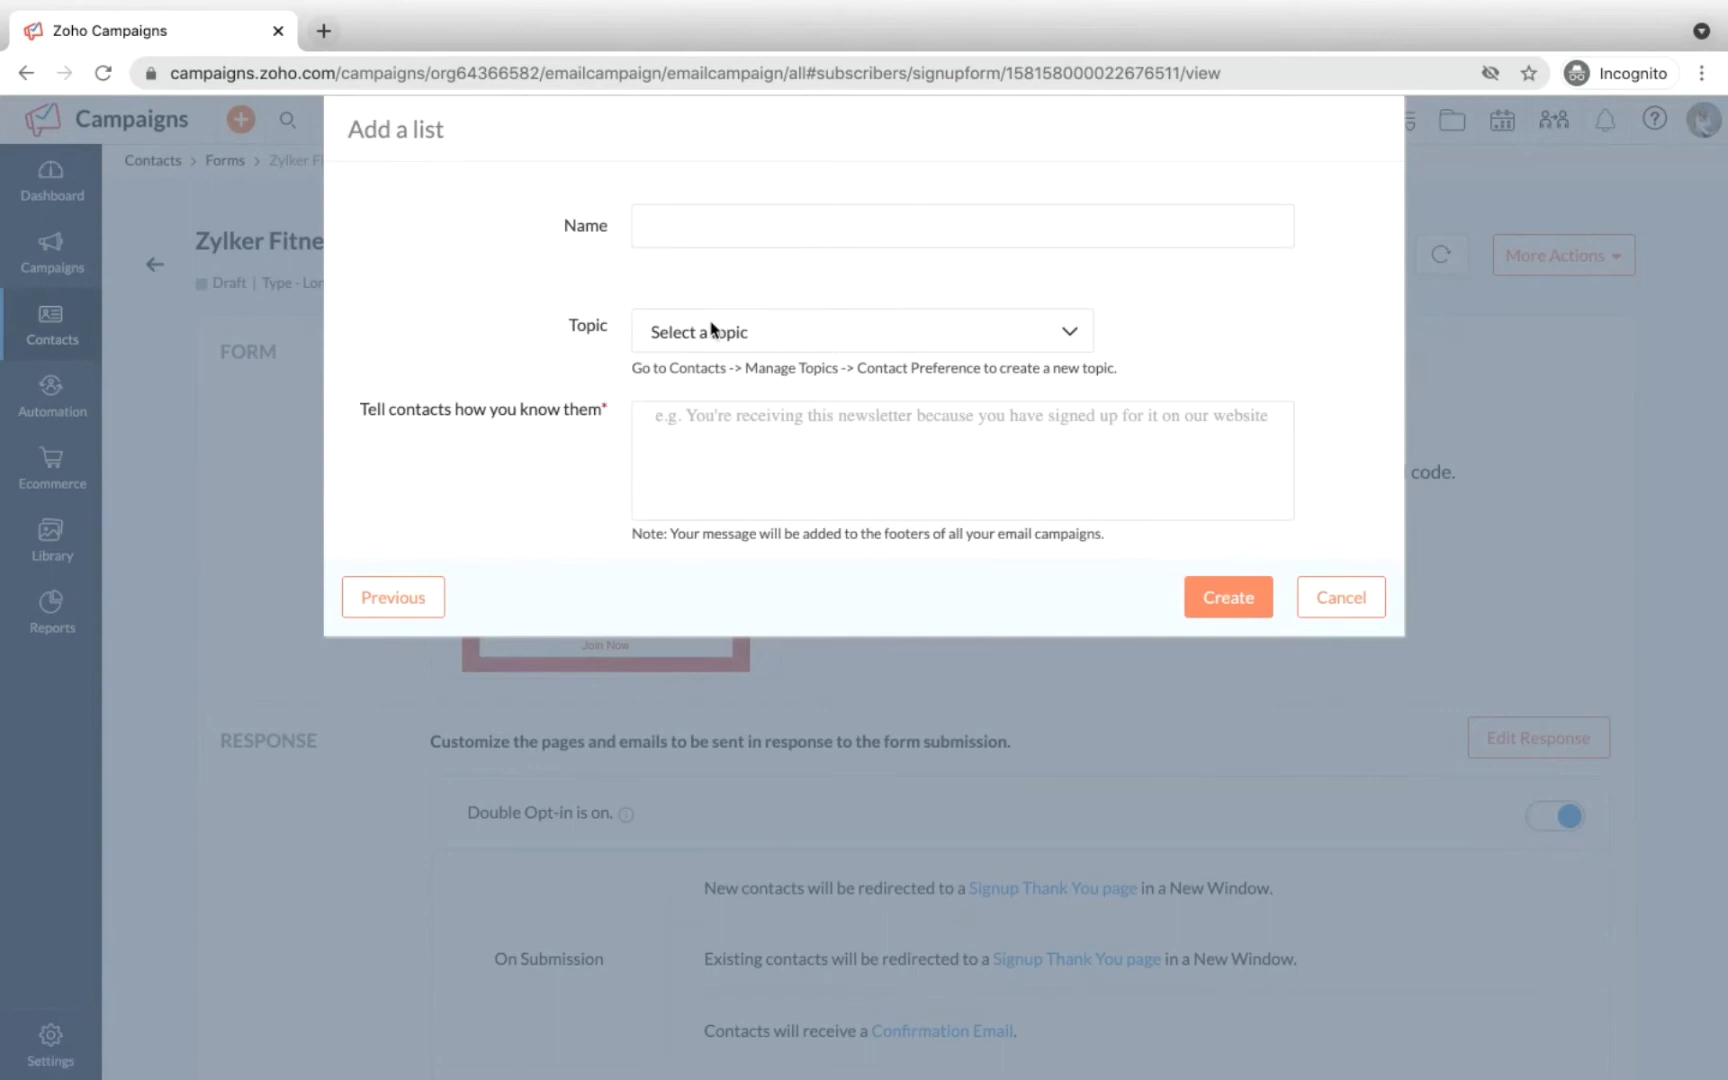 Zoho Campaigns
campaigns.zoho.com/campaigns/org64366582/emailcampaign/emailcampaign/all#subscribers/signupform/158158000022676511/view
Incognito
Campaigns
Add a list
Contacts > Forms > Zylker Fi
Dashboard
Campaigns
Contacts
Automation
Ecommerce
Library
Reports
Settings
Zylker Fitne
Draft | Type - Lon
More Actions
FORM
Name
Topic
Select a topic
Go to Contacts -> Manage Topics -> Contact Preference to create a new topic.
Tell contacts how you know them*
e.g. You're receiving this newsletter because you have signed up for it on our website
Note: Your message will be added to the footers of all your email campaigns.
code.
Previous
Create
Cancel
Join Now
RESPONSE
Customize the pages and emails to be sent in response to the form submission.
Edit Response
Double Opt-in is on.
New contacts will be redirected to a Signup Thank You page in a New Window.
On Submission
Existing contacts will be redirected to a Signup Thank You page in a New Window.
Contacts will receive a Confirmation Email.